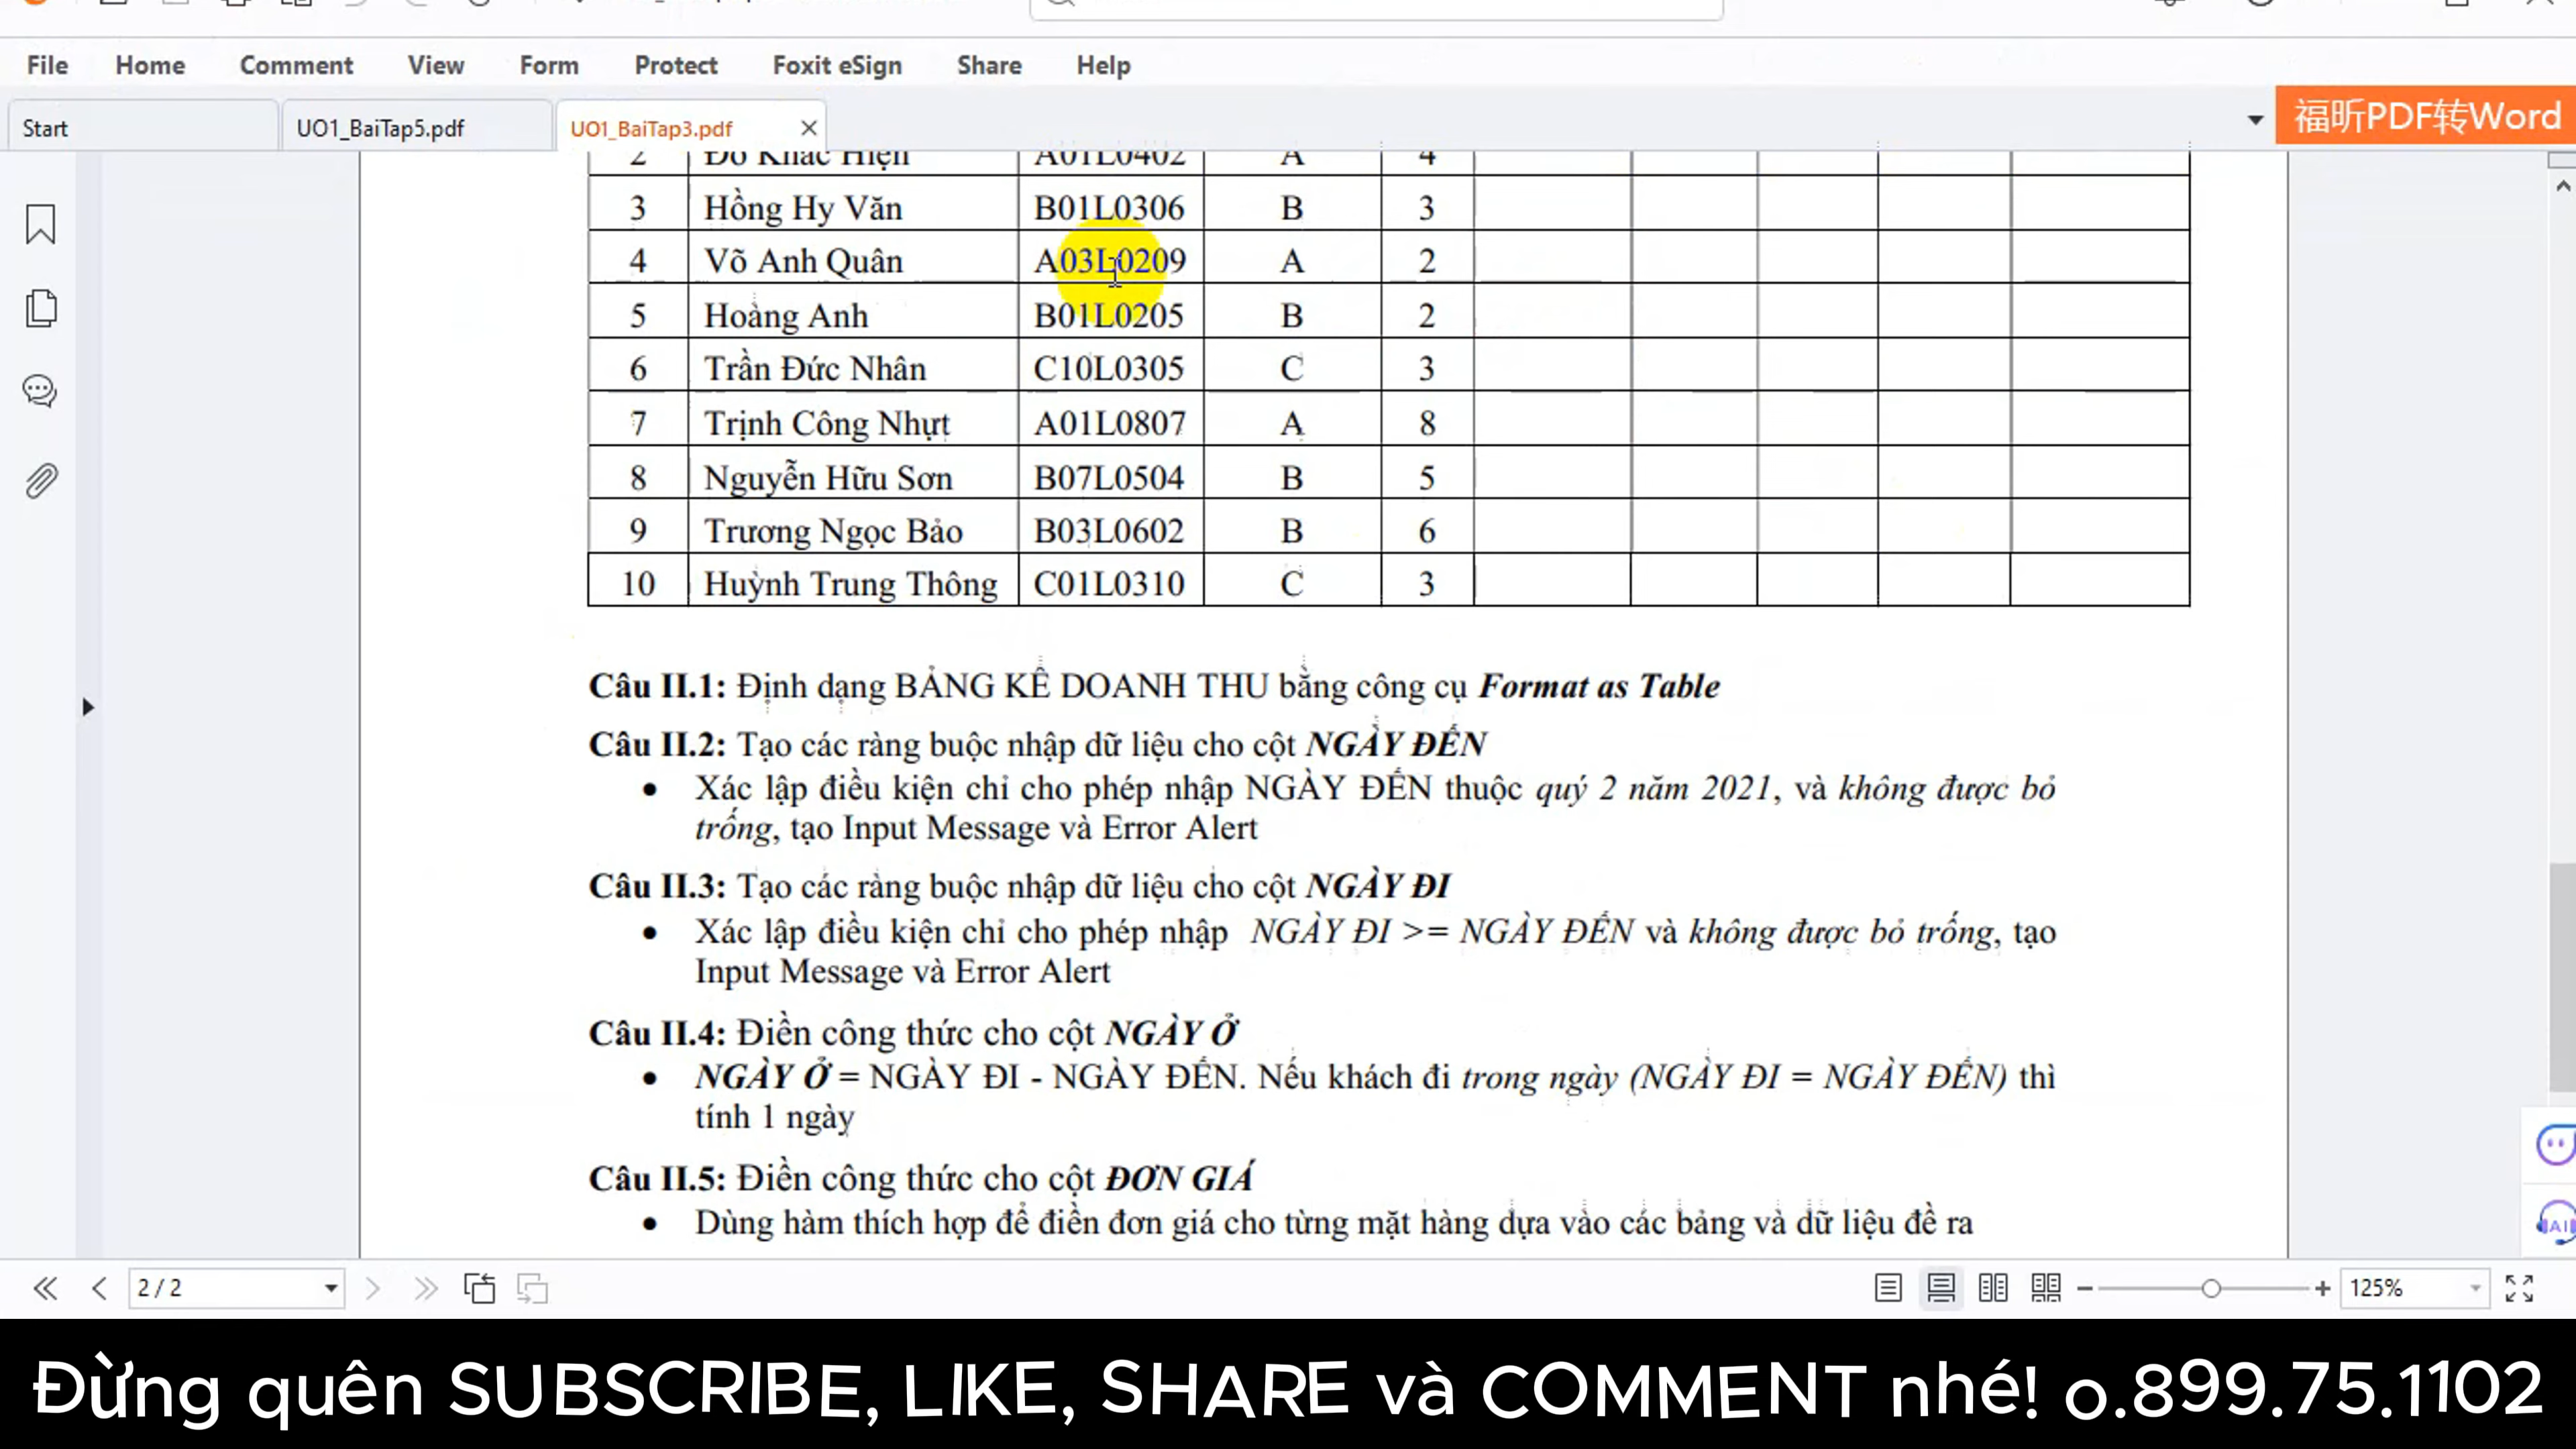 File Home Comment View Form Protect Foxit eSign Share Help
Start UO1_BaiTap5.pdf UO1_BaiTap3.pdf 福昕PDF转Word
2 Đỗ Khắc Hiện A01L0402 A 4
3 Hồng Hy Văn B01L0306 B 3
4 Võ Anh Quân A03L0209 A 2
5 Hoàng Anh B01L0205 B 2
6 Trần Đức Nhân C10L0305 C 3
7 Trịnh Công Nhựt A01L0807 A 8
8 Nguyễn Hữu Sơn B07L0504 B 5
9 Trương Ngọc Bảo B03L0602 B 6
10 Huỳnh Trung Thông C01L0310 C 3
Câu II.1: Định dạng BẢNG KÊ DOANH THU bằng công cụ Format as Table
Câu II.2: Tạo các ràng buộc nhập dữ liệu cho cột NGÀY ĐẾN
• Xác lập điều kiện chỉ cho phép nhập NGÀY ĐẾN thuộc quý 2 năm 2021, và không được bỏ
trống, tạo Input Message và Error Alert
Câu II.3: Tạo các ràng buộc nhập dữ liệu cho cột NGÀY ĐI
• Xác lập điều kiện chỉ cho phép nhập NGÀY ĐI >= NGÀY ĐẾN và không được bỏ trống, tạo
Input Message và Error Alert
Câu II.4: Điền công thức cho cột NGÀY Ở
• NGÀY Ở = NGÀY ĐI - NGÀY ĐẾN. Nếu khách đi trong ngày (NGÀY ĐI = NGÀY ĐẾN) thì
tính 1 ngày
Câu II.5: Điền công thức cho cột ĐƠN GIÁ
• Dùng hàm thích hợp để điền đơn giá cho từng mặt hàng dựa vào các bảng và dữ liệu đề ra
2 / 2 125%
Đừng quên SUBSCRIBE, LIKE, SHARE và COMMENT nhé! 0.899.75.1102